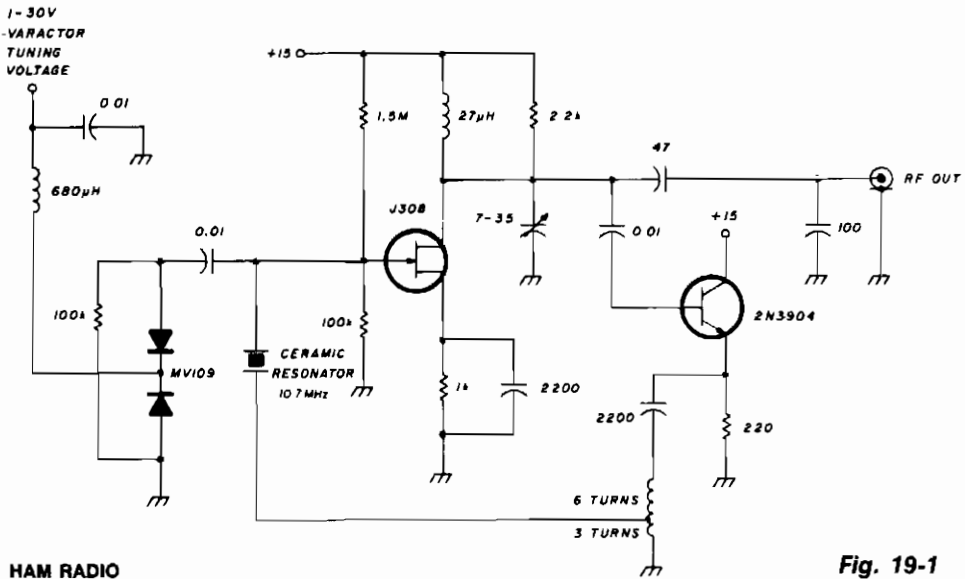 1-30V
-VARACTOR
TUNING
VOLTAGE
0.01
680µH
+15
1.5M
27µH
2.2k
47
RF OUT
J308
7-35
0.01
100
+15
0.01
100k
MV109
100k
CERAMIC
RESONATOR
10.7MHz
1k
2200
2N3904
2200
220
6 TURNS
3 TURNS
HAM RADIO
Fig. 19-1